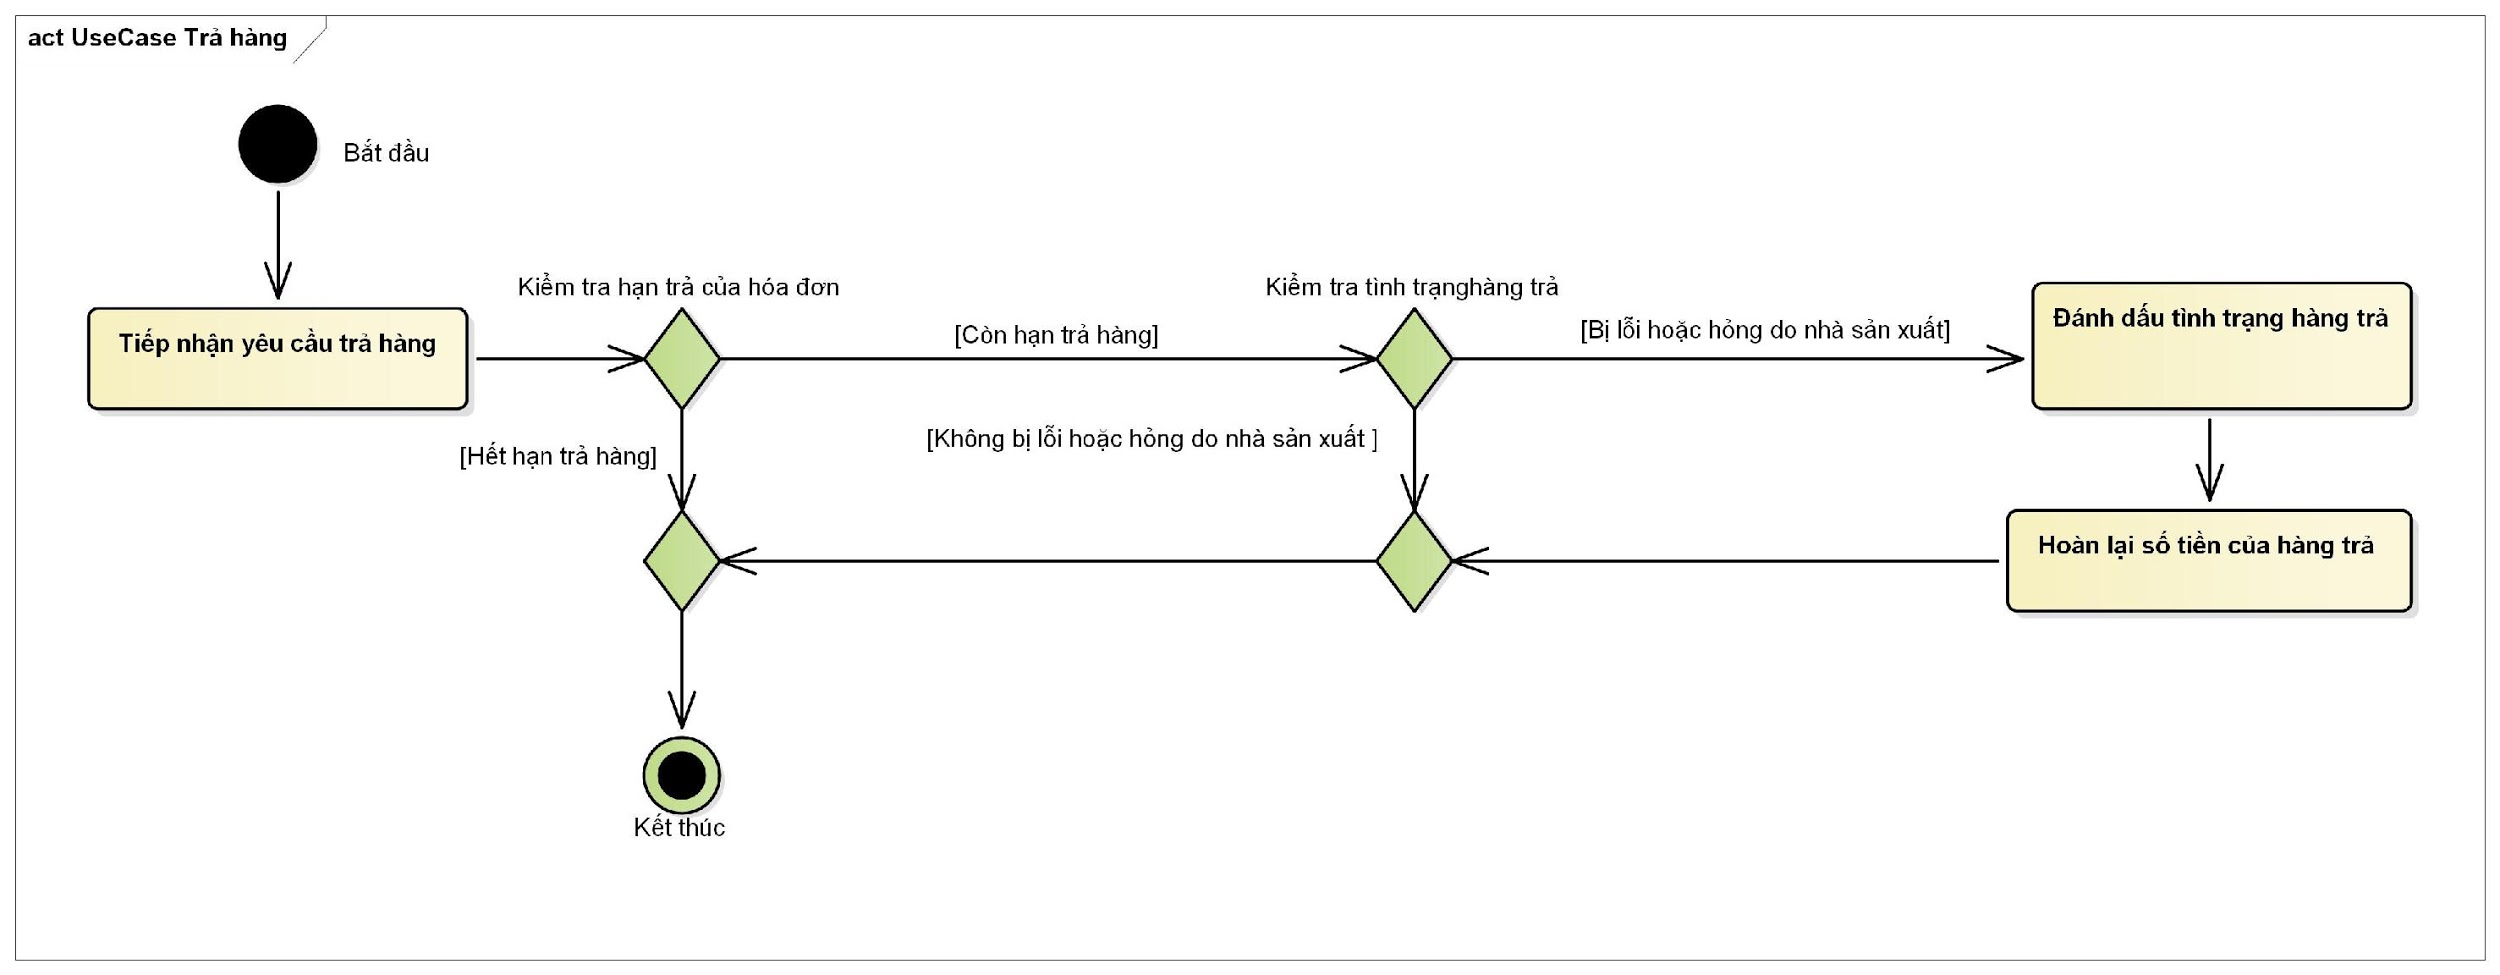 act UseCase Trả hàng
Bắt đầu
Kiểm tra hạn trả của hóa đơn
Kiểm tra tình trạnghàng trả
Tiếp nhận yêu cầu trả hàng
[Còn hạn trả hàng]
[Bị lỗi hoặc hỏng do nhà sản xuất]
Đánh dấu tình trạng hàng trả
[Hết hạn trả hàng]
[Không bị lỗi hoặc hỏng do nhà sản xuất ]
Hoàn lại số tiền của hàng trả
Kết thúc